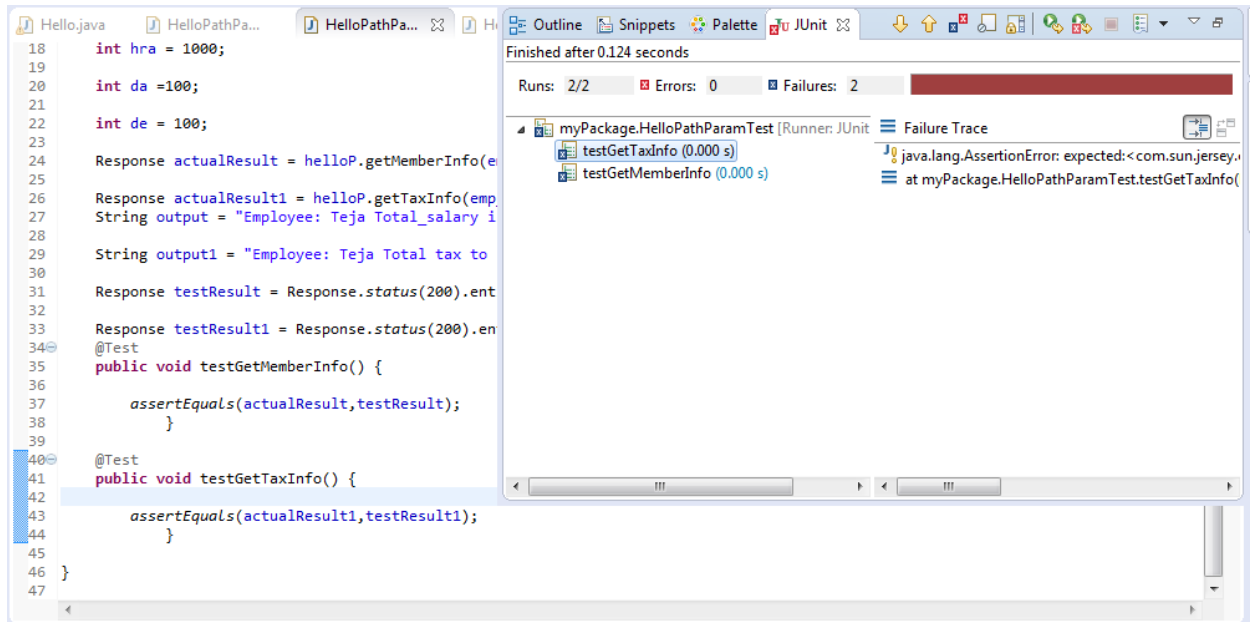 Hello.java HelloPathPa... HelloPathPa...
18 int hra = 1000;
19
20 int da =100;
21
22 int de = 100;
23
24 Response actualResult = helloP.getMemberInfo(
25
26 Response actualResult1 = helloP.getTaxInfo(emp
27 String output = "Employee: Teja Total_salary
28
29 String output1 = "Employee: Teja Total tax to
30
31 Response testResult = Response.status(200).ent
32
33 Response testResult1 = Response.status(200).en
34 @Test
35 public void testGetMemberInfo() {
36
37 assertEquals(actualResult,testResult);
38 }
39
40 @Test
41 public void testGetTaxInfo() {
42
43 assertEquals(actualResult1,testResult1);
44 }
45
46 }
47
Outline Snippets Palette JUnit
Finished after 0.124 seconds
Runs: 2/2 Errors: 0 Failures: 2
myPackage.HelloPathParamTest [Runner: JUnit
testGetTaxInfo (0.000 s)
testGetMemberInfo (0.000 s)
Failure Trace
java.lang.AssertionError: expected:<com.sun.jersey.
at myPackage.HelloPathParamTest.testGetTaxInfo(